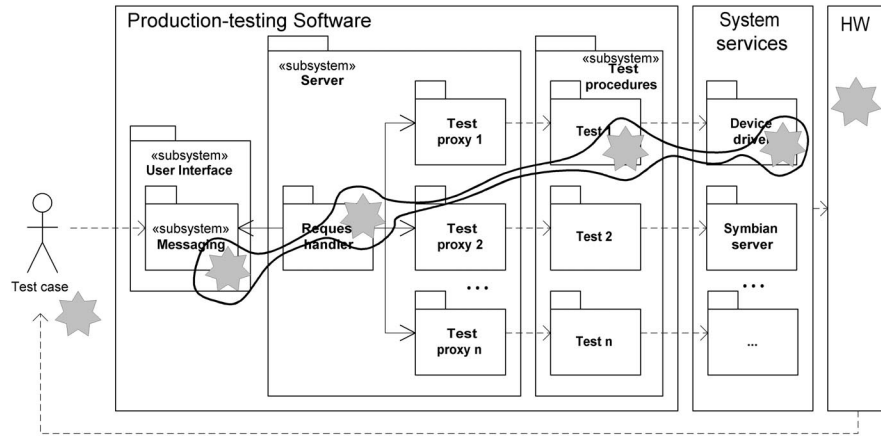 Production-testing Software
System
services
HW
«subsystem»
Server
«subsystem»
Test
procedures
Test
proxy 1
Test 1
Device
driver
«subsystem»
User Interface
«subsystem»
Messaging
Request
handler
Test
proxy 2
Test 2
Symbian
server
Test case
...
...
Test
proxy n
Test n
...